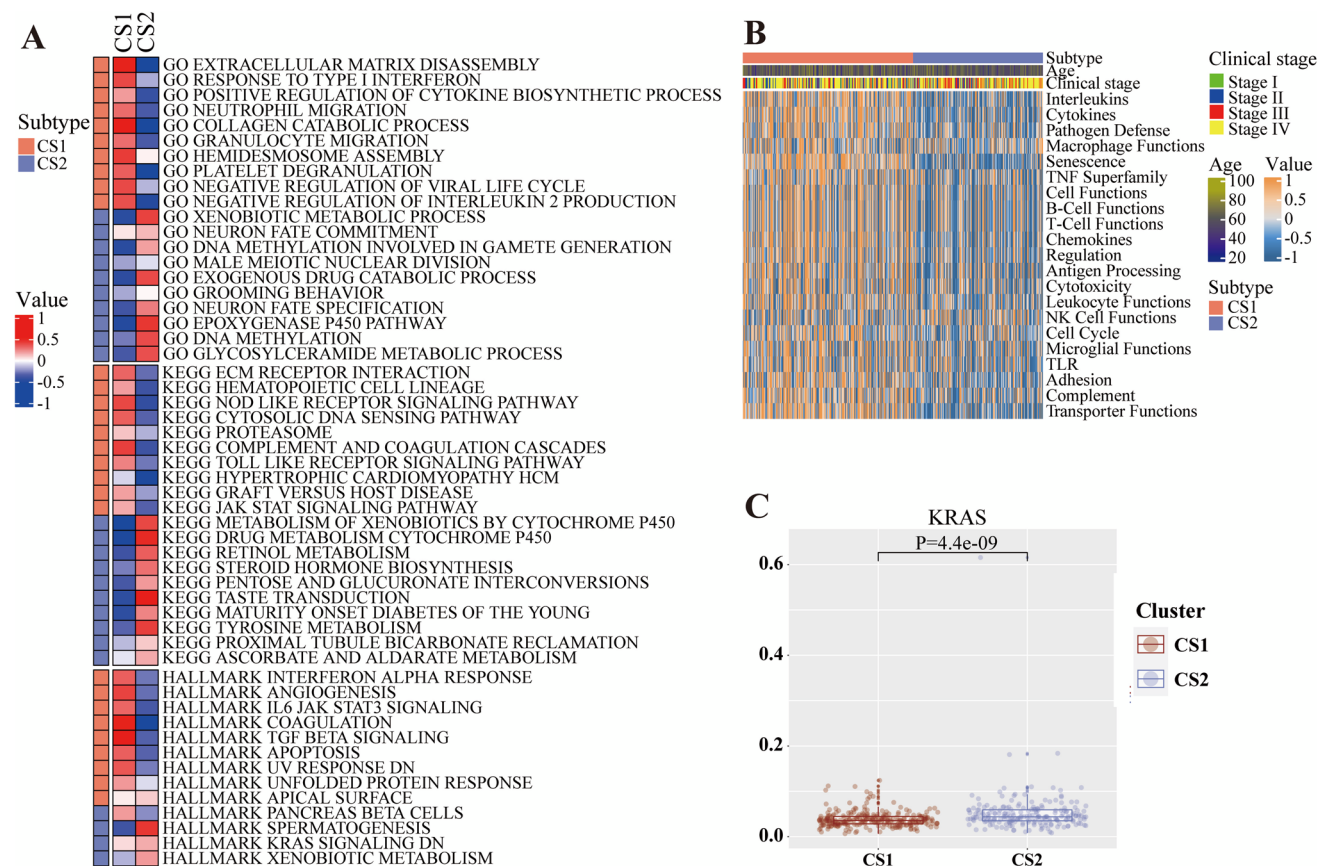 A
CS1
CS2
Subtype
CS1
CS2
Value
1
0.5
0
-0.5
-1
GO EXTRACELLULAR MATRIX DISASSEMBLY
GO RESPONSE TO TYPE I INTERFERON
GO POSITIVE REGULATION OF CYTOKINE BIOSYNTHETIC PROCESS
GO NEUTROPHIL MIGRATION
GO COLLAGEN CATABOLIC PROCESS
GO GRANULOCYTE MIGRATION
GO HEMIDESMOSOME ASSEMBLY
GO PLATELET DEGRANULATION
GO NEGATIVE REGULATION OF VIRAL LIFE CYCLE
GO NEGATIVE REGULATION OF INTERLEUKIN 2 PRODUCTION
GO XENOBIOTIC METABOLIC PROCESS
GO NEURON FATE COMMITMENT
GO DNA METHYLATION INVOLVED IN GAMETE GENERATION
GO MALE MEIOTIC NUCLEAR DIVISION
GO EXOGENOUS DRUG CATABOLIC PROCESS
GO GROOMING BEHAVIOR
GO NEURON FATE SPECIFICATION
GO EPOXYGENASE P450 PATHWAY
GO DNA METHYLATION
GO GLYCOSYLCERAMIDE METABOLIC PROCESS
KEGG ECM RECEPTOR INTERACTION
KEGG HEMATOPOIETIC CELL LINEAGE
KEGG NOD LIKE RECEPTOR SIGNALING PATHWAY
KEGG CYTOSOLIC DNA SENSING PATHWAY
KEGG PROTEASOME
KEGG COMPLEMENT AND COAGULATION CASCADES
KEGG TOLL LIKE RECEPTOR SIGNALING PATHWAY
KEGG HYPERTROPHIC CARDIOMYOPATHY HCM
KEGG GRAFT VERSUS HOST DISEASE
KEGG JAK STAT SIGNALING PATHWAY
KEGG METABOLISM OF XENOBIOTICS BY CYTOCHROME P450
KEGG DRUG METABOLISM CYTOCHROME P450
KEGG RETINOL METABOLISM
KEGG STEROID HORMONE BIOSYNTHESIS
KEGG PENTOSE AND GLUCURONATE INTERCONVERSIONS
KEGG TASTE TRANSDUCTION
KEGG MATURITY ONSET DIABETES OF THE YOUNG
KEGG TYROSINE METABOLISM
KEGG PROXIMAL TUBULE BICARBONATE RECLAMATION
KEGG ASCORBATE AND ALDARATE METABOLISM
HALLMARK INTERFERON ALPHA RESPONSE
HALLMARK ANGIOGENESIS
HALLMARK IL6 JAK STAT3 SIGNALING
HALLMARK COAGULATION
HALLMARK TGF BETA SIGNALING
HALLMARK APOPTOSIS
HALLMARK UV RESPONSE DN
HALLMARK UNFOLDED PROTEIN RESPONSE
HALLMARK APICAL SURFACE
HALLMARK PANCREAS BETA CELLS
HALLMARK SPERMATOGENESIS
HALLMARK KRAS SIGNALING DN
HALLMARK XENOBIOTIC METABOLISM
B
Subtype
Age
Clinical stage
Interleukins
Cytokines
Pathogen Defense
Macrophage Functions
Senescence
TNF Superfamily
Cell Functions
B-Cell Functions
T-Cell Functions
Chemokines
Regulation
Antigen Processing
Cytotoxicity
Leukocyte Functions
NK Cell Functions
Cell Cycle
Microglial Functions
TLR
Adhesion
Complement
Transporter Functions
Clinical stage
Stage I
Stage II
Stage III
Stage IV
Age
100
80
60
40
20
Value
1
0.5
0
-0.5
-1
Subtype
CS1
CS2
C
KRAS
P=4.4e-09
0.6
0.4
0.2
0.0
CS1
CS2
Cluster
CS1
CS2